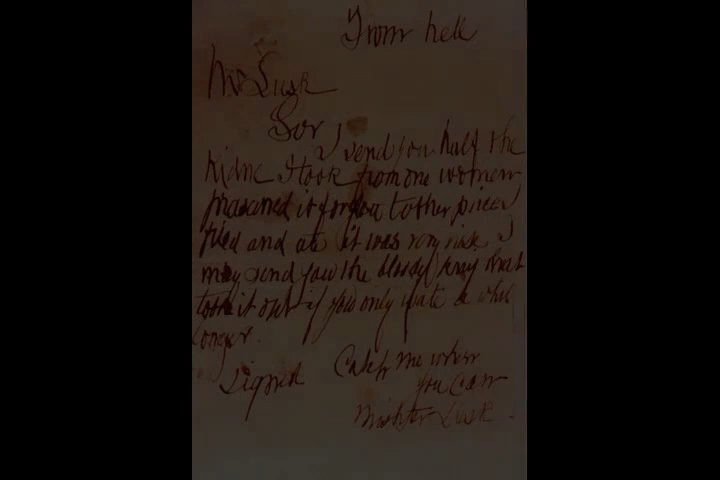 From hell
Mr Lusk
Sor
I send you half the
Kidne I took from one women
prasarved it for you tother piece I
fried and ate it was very nise I
may send you the bloody knif that
took it out if you only wate a whil
longer.
signed Catch me when
you Can
Mishter Lusk -